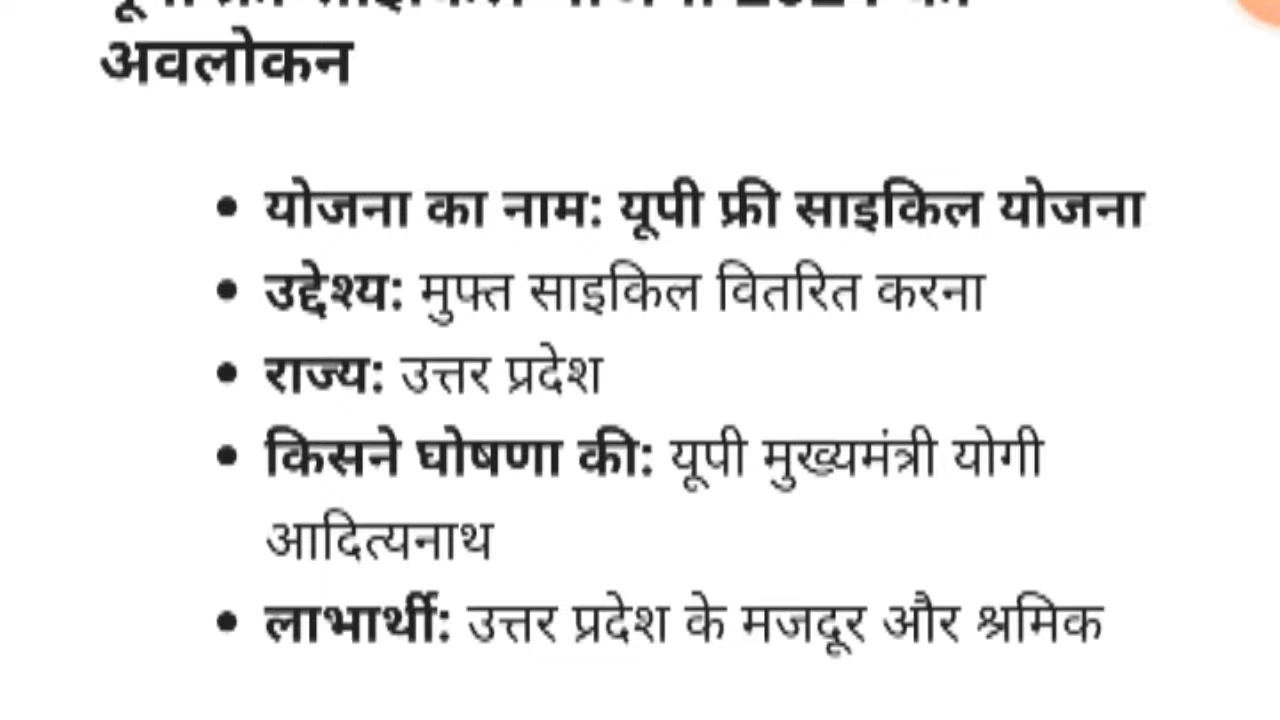 अवलोकन
योजना का नाम: यूपी फ्री साइकिल योजना
उद्देश्य: मुफ्त साइकिल वितरित करना
राज्य: उत्तर प्रदेश
किसने घोषणा की: यूपी मुख्यमंत्री योगी
आदित्यनाथ
लाभार्थी: उत्तर प्रदेश के मजदूर और श्रमिक